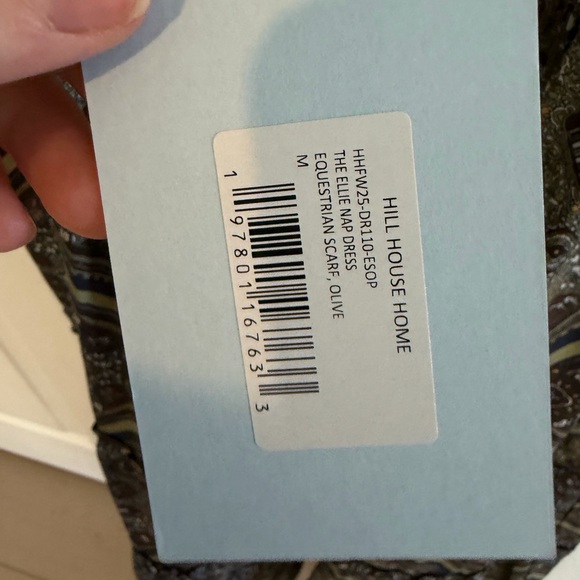 HILL HOUSE HOME
HHFW25-DR110-ESOP
THE ELLIE NAP DRESS
EQUESTRIAN SCARF, OLIVE
M
1 97801 16763 3